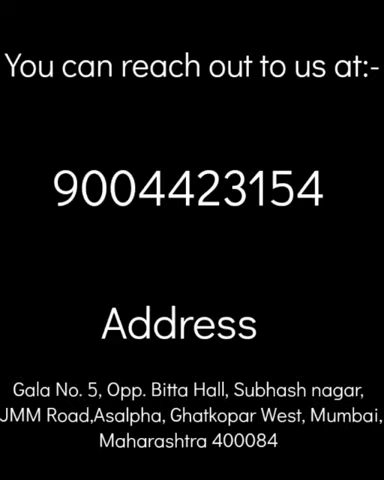 You can reach out to us at:-
9004423154
Address
Gala No. 5, Opp. Bitta Hall, Subhash nagar,
JMM Road,Asalpha, Ghatkopar West, Mumbai,
Maharashtra 400084